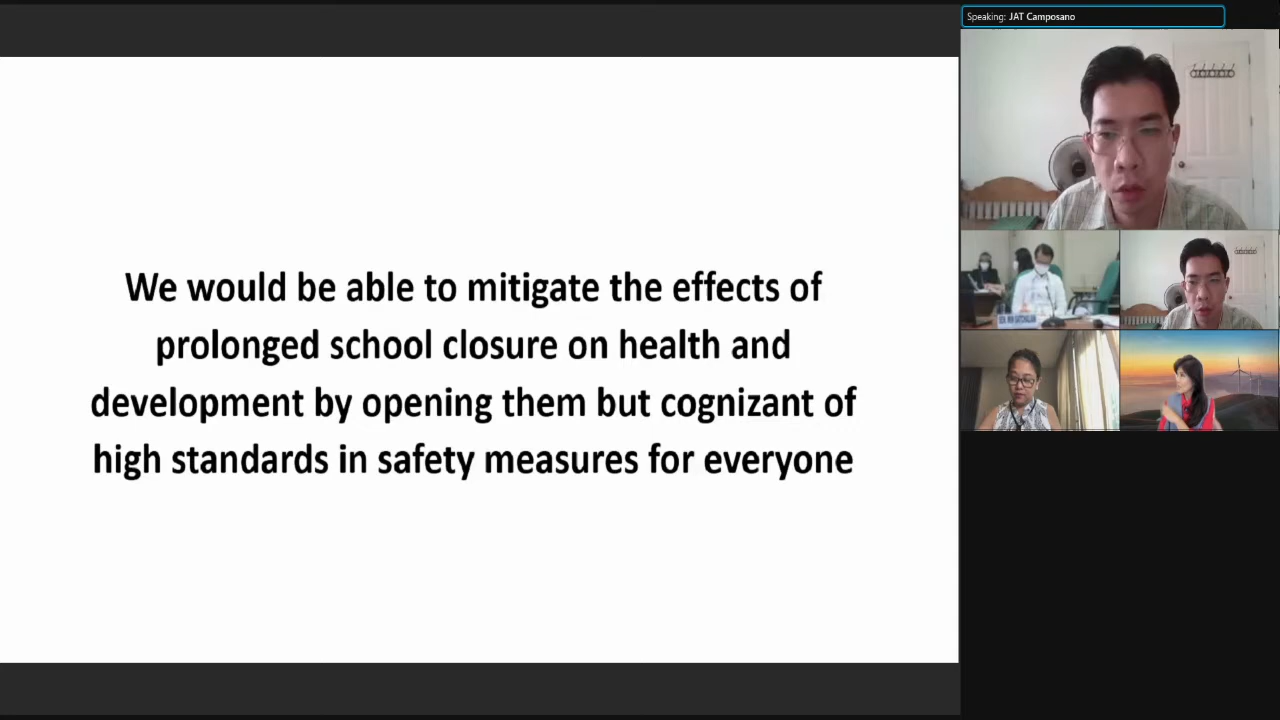 Speaking: JAT Camposano
We would be able to mitigate the effects of
prolonged school closure on health and
development by opening them but cognizant of
high standards in safety measures for everyone